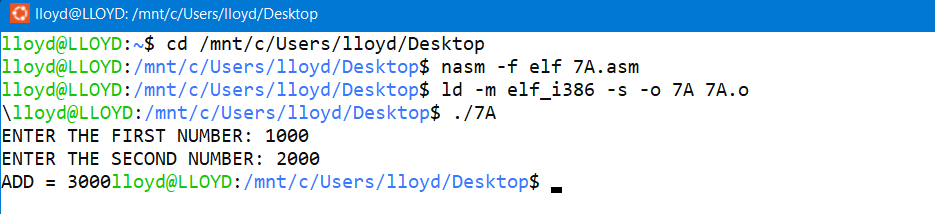 lloyd@LLOYD: /mnt/c/Users/lloyd/Desktop
lloyd@LLOYD:~$ cd /mnt/c/Users/lloyd/Desktop
lloyd@LLOYD:/mnt/c/Users/lloyd/Desktop$ nasm -f elf 7A.asm
lloyd@LLOYD:/mnt/c/Users/lloyd/Desktop$ ld -m elf_i386 -s -o 7A 7A.o
\lloyd@LLOYD:/mnt/c/Users/lloyd/Desktop$ ./7A
ENTER THE FIRST NUMBER: 1000
ENTER THE SECOND NUMBER: 2000
ADD = 3000lloyd@LLOYD:/mnt/c/Users/lloyd/Desktop$